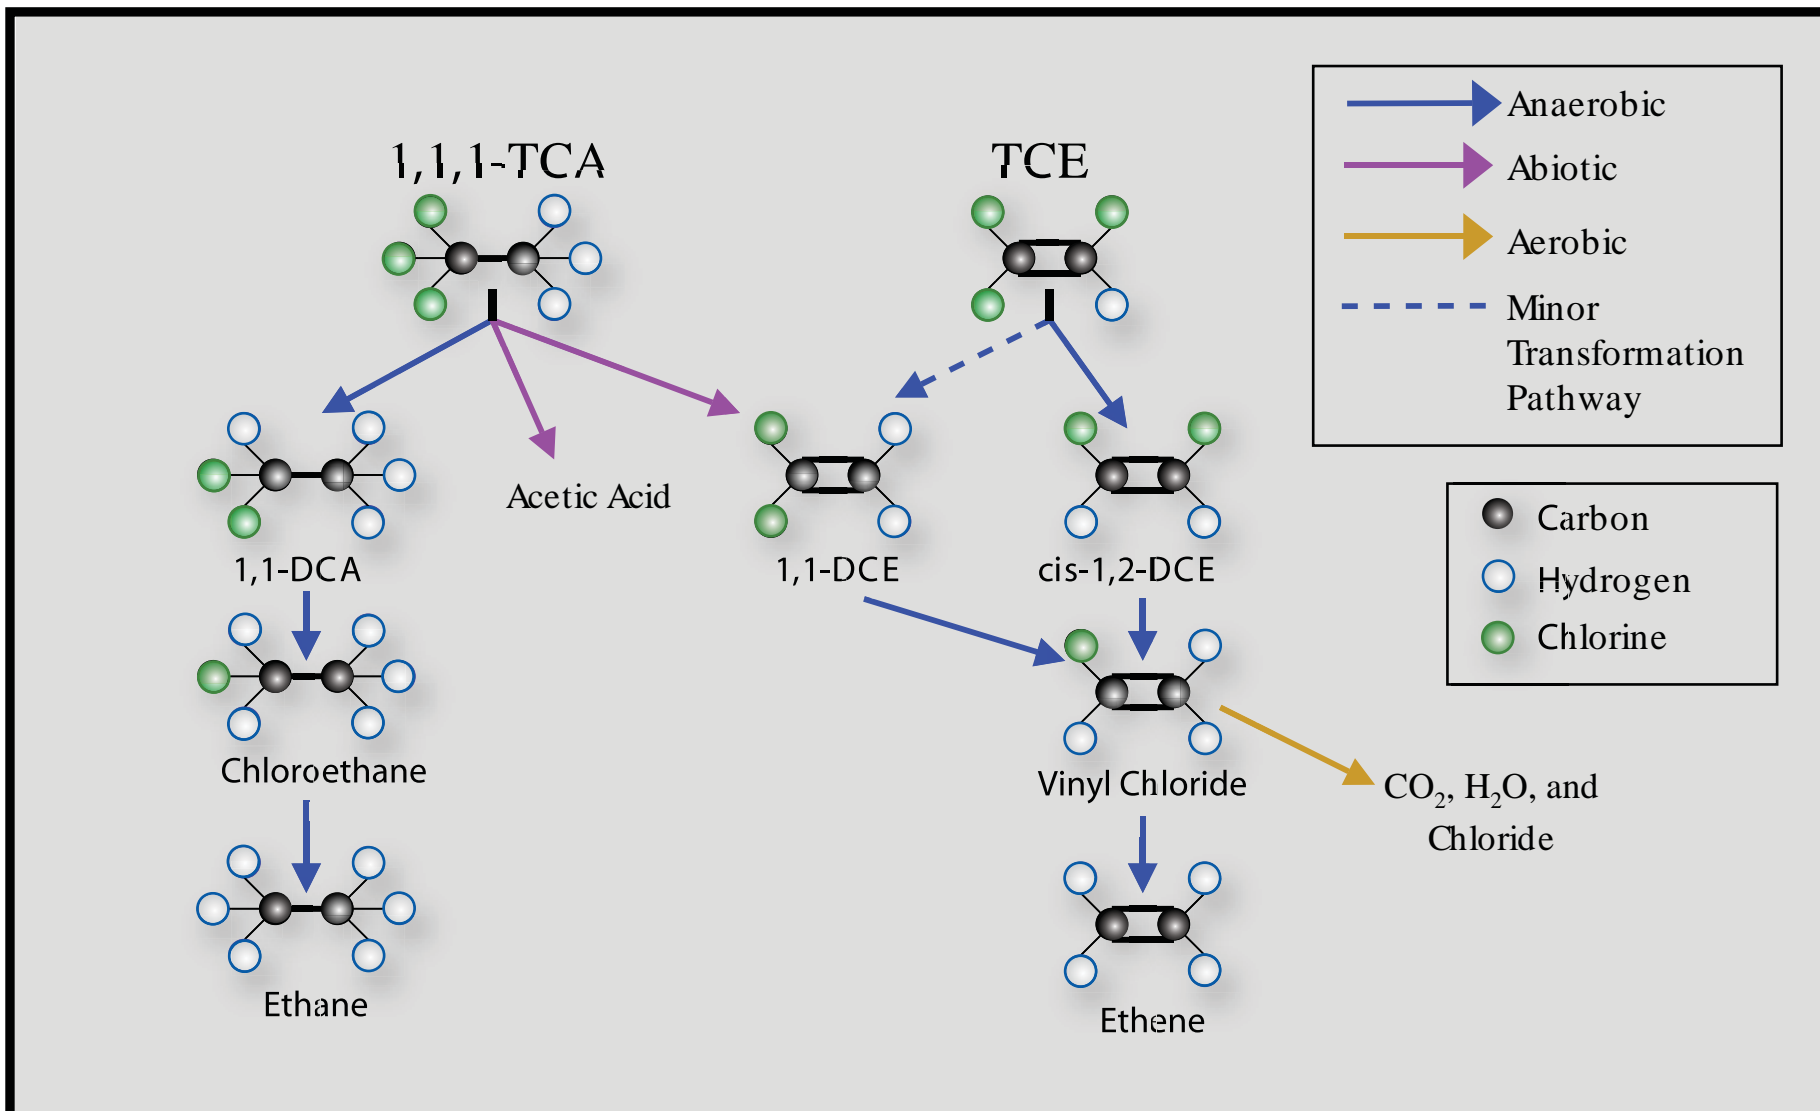 1,1,1-TCA
TCE
Anaerobic
Abiotic
Aerobic
Minor
Transformation
Pathway
Acetic Acid
Carbon
Hydrogen
Chlorine
1,1-DCA
1,1-DCE
cis-1,2-DCE
Chloroethane
Vinyl Chloride
CO₂, H₂O, and
Chloride
Ethane
Ethene